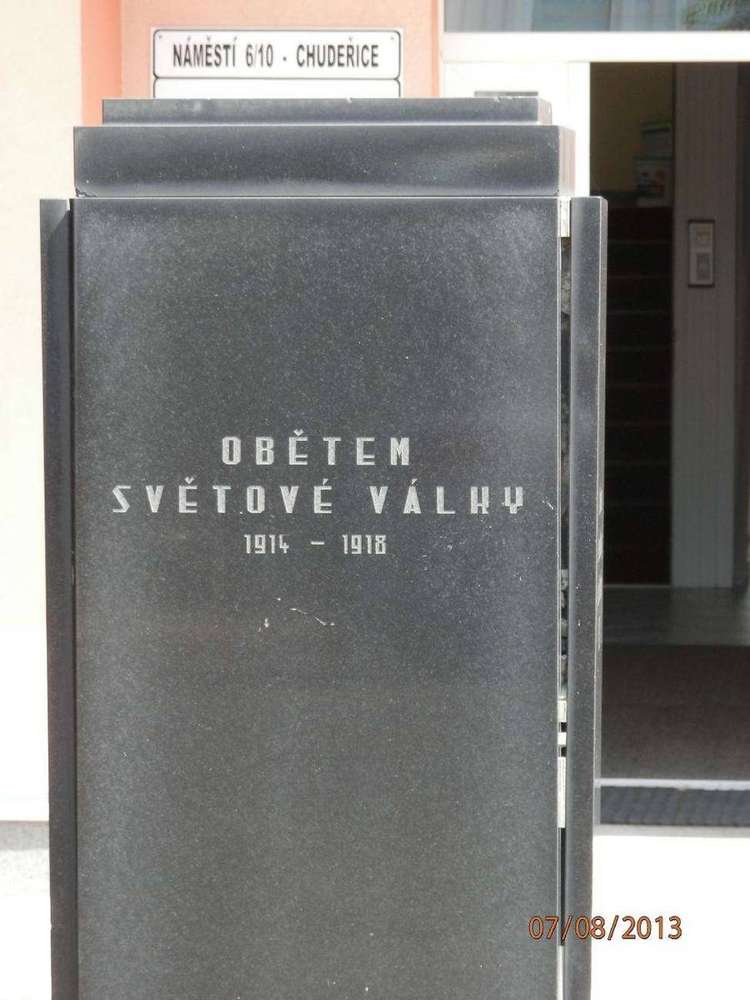 NÁMĚSTÍ 6/10 - CHUDEŘICE
OBĚTEM
SVĚTOVÉ VÁLKY
1914 - 1918
07/08/2013